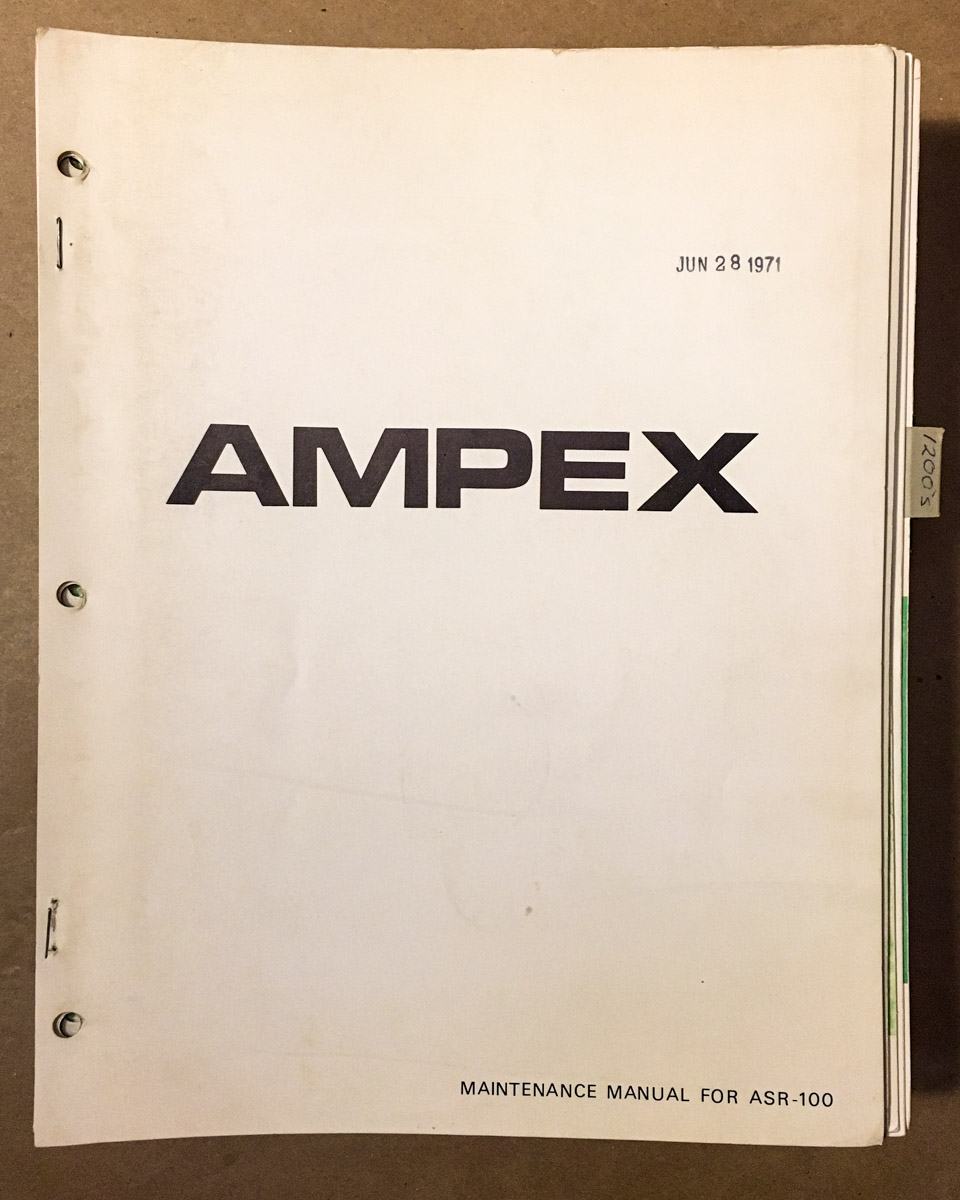 JUN 28 1971
AMPEX
1200's
MAINTENANCE MANUAL FOR ASR-100